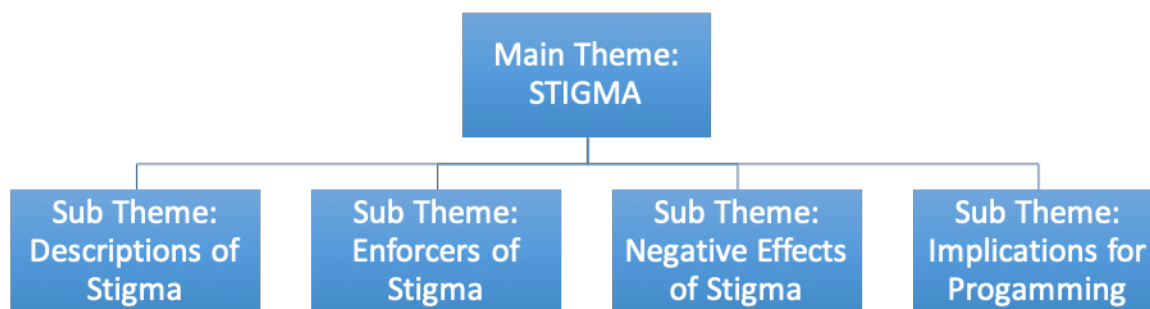 Main Theme:
STIGMA
Sub Theme:
Descriptions of
Stigma
Sub Theme:
Enforcers of
Stigma
Sub Theme:
Negative Effects
of Stigma
Sub Theme:
Implications for
Progamming